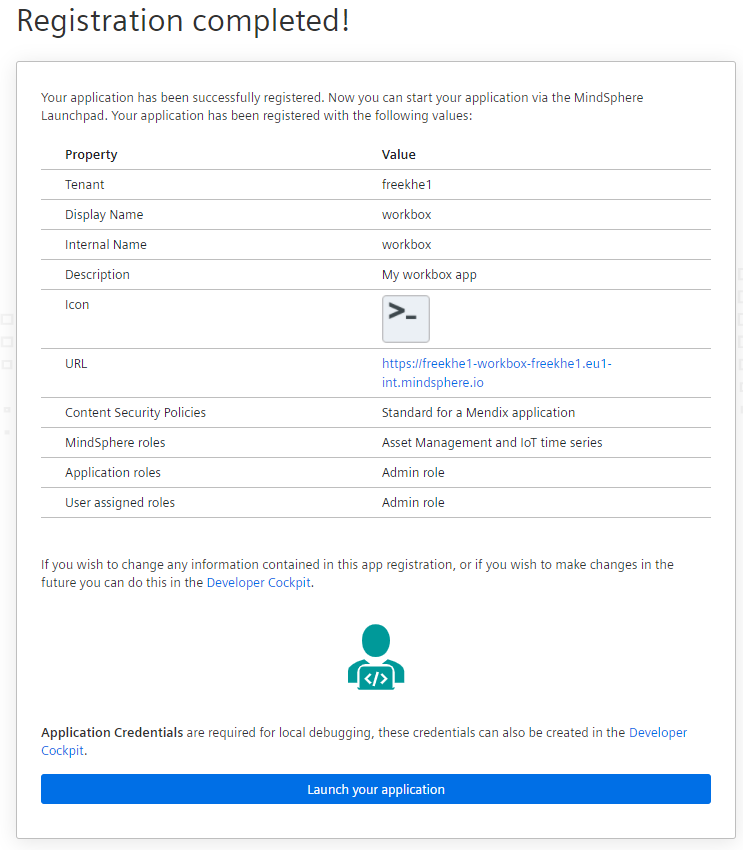 Registration completed!
Your application has been successfully registered. Now you can start your application via the MindSphere
Launchpad. Your application has been registered with the following values:
Property Value
Tenant freekhe1
Display Name workbox
Internal Name workbox
Description My workbox app
Icon >_
URL https://freekhe1-workbox-freekhe1.eu1-
int.mindsphere.io
Content Security Policies Standard for a Mendix application
MindSphere roles Asset Management and IoT time series
Application roles Admin role
User assigned roles Admin role
If you wish to change any information contained in this app registration, or if you wish to make changes in the
future you can do this in the Developer Cockpit.
</>
Application Credentials are required for local debugging, these credentials can also be created in the Developer
Cockpit.
Launch your application